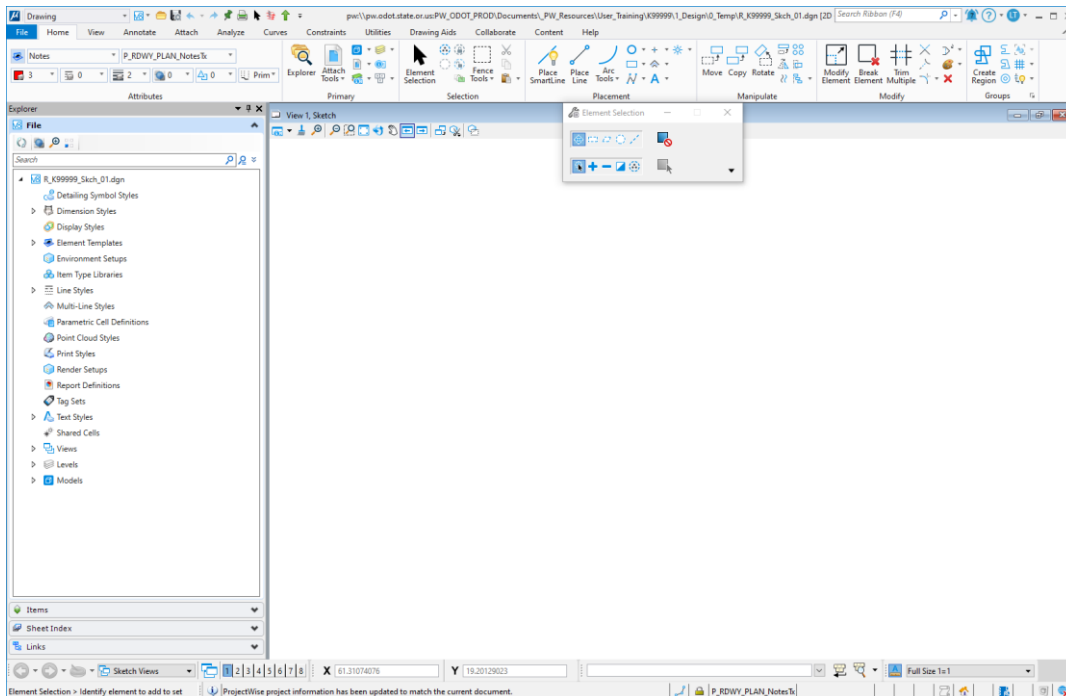 Drawing
pw:\\pw.odot.state.or.us:PW_ODOT_PROD\Documents\_PW_Resources\User_Training\K99999\1_Design\0_Temp\R_K99999_Skch_01.dgn [2D
Search Ribbon (F4)
LT
File Home View Annotate Attach Analyze Curves Constraints Utilities Drawing Aids Collaborate Content Help
Notes P_RDWY_PLAN_NotesTx
3 0 2 0 0 Prim
Attributes
Explorer Attach Tools
Primary
Element Selection Fence Tools
Selection
Place SmartLine Place Line Arc Tools
Placement
Move Copy Rotate
Manipulate
Modify Element Break Element Trim Multiple
Modify
Create Region
Groups
Explorer
File
Search
R_K99999_Skch_01.dgn
Detailing Symbol Styles
Dimension Styles
Display Styles
Element Templates
Environment Setups
Item Type Libraries
Line Styles
Multi-Line Styles
Parametric Cell Definitions
Point Cloud Styles
Print Styles
Render Setups
Report Definitions
Tag Sets
Text Styles
Shared Cells
Views
Levels
Models
Items
Sheet Index
Links
View 1, Sketch
Element Selection
Sketch Views 1 2 3 4 5 6 7 8 X 61.31074076 Y 19.20129023 Full Size 1=1
Element Selection > Identify element to add to set ProjectWise project information has been updated to match the current document. P_RDWY_PLAN_NotesTx